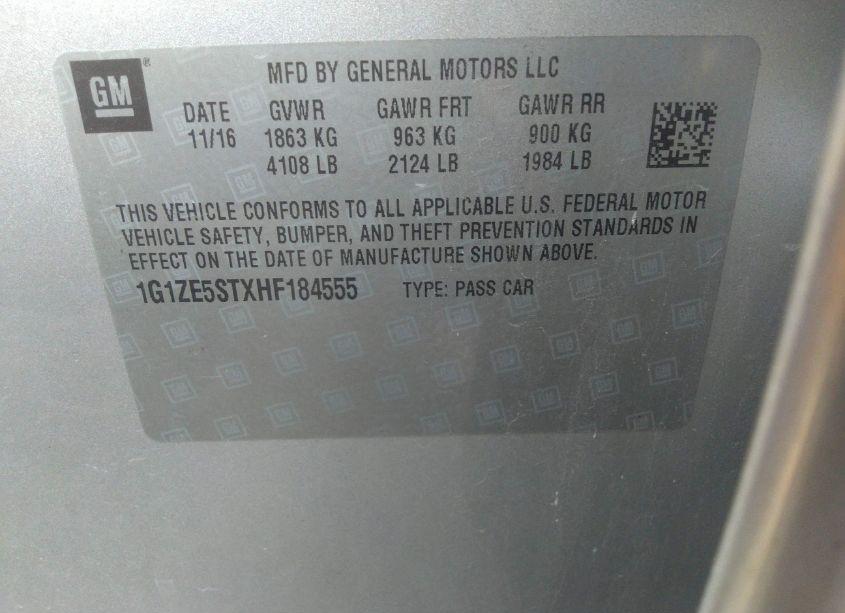 GM®
MFD BY GENERAL MOTORS LLC
DATE GVWR GAWR FRT GAWR RR
11/16 1863 KG 963 KG 900 KG
4108 LB 2124 LB 1984 LB
THIS VEHICLE CONFORMS TO ALL APPLICABLE U.S. FEDERAL MOTOR
VEHICLE SAFETY, BUMPER, AND THEFT PREVENTION STANDARDS IN
EFFECT ON THE DATE OF MANUFACTURE SHOWN ABOVE.
1G1ZE5STXHF184555 TYPE: PASS CAR